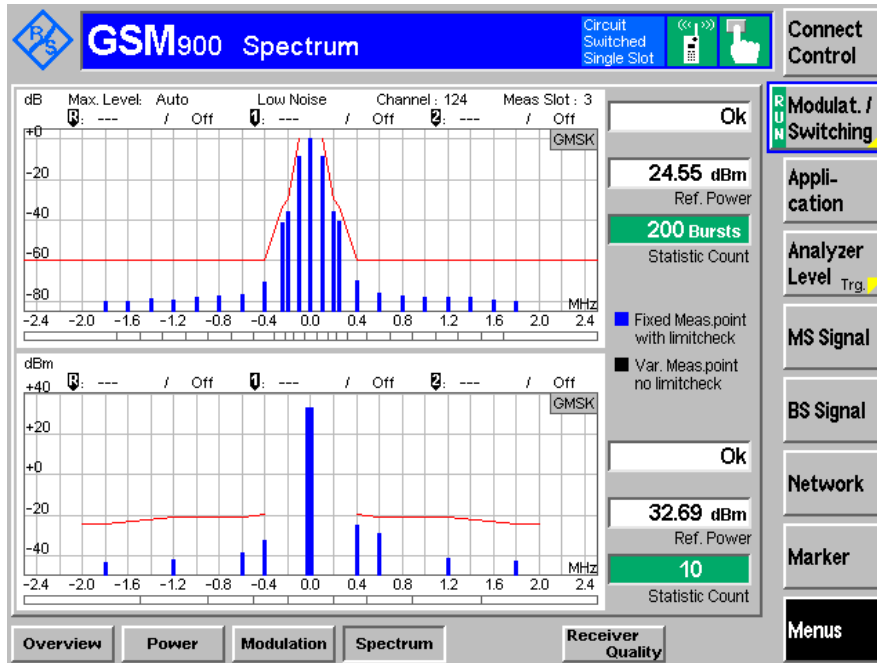 R&S
GSM900 Spectrum
Circuit
Switched
Single Slot
Connect
Control
RUN
Modulat. /
Switching
Appli-
cation
Analyzer
Level Trg.
MS Signal
BS Signal
Network
Marker
Menus
dB Max. Level: Auto Low Noise Channel : 124 Meas Slot : 3
R: --- / Off 1: --- / Off 2: --- / Off
+0
GMSK
-20
-40
-60
-80
MHz
-2.4 -2.0 -1.6 -1.2 -0.8 -0.4 0.0 0.4 0.8 1.2 1.6 2.0 2.4
Ok
24.55 dBm
Ref. Power
200 Bursts
Statistic Count
Fixed Meas.point
with limitcheck
Var. Meas.point
no limitcheck
dBm
+40 R: --- / Off 1: --- / Off 2: --- / Off
GMSK
+20
+0
-20
-40
MHz
-2.4 -2.0 -1.6 -1.2 -0.8 -0.4 0.0 0.4 0.8 1.2 1.6 2.0 2.4
Ok
32.69 dBm
Ref. Power
10
Statistic Count
Overview Power Modulation Spectrum
Receiver
Quality